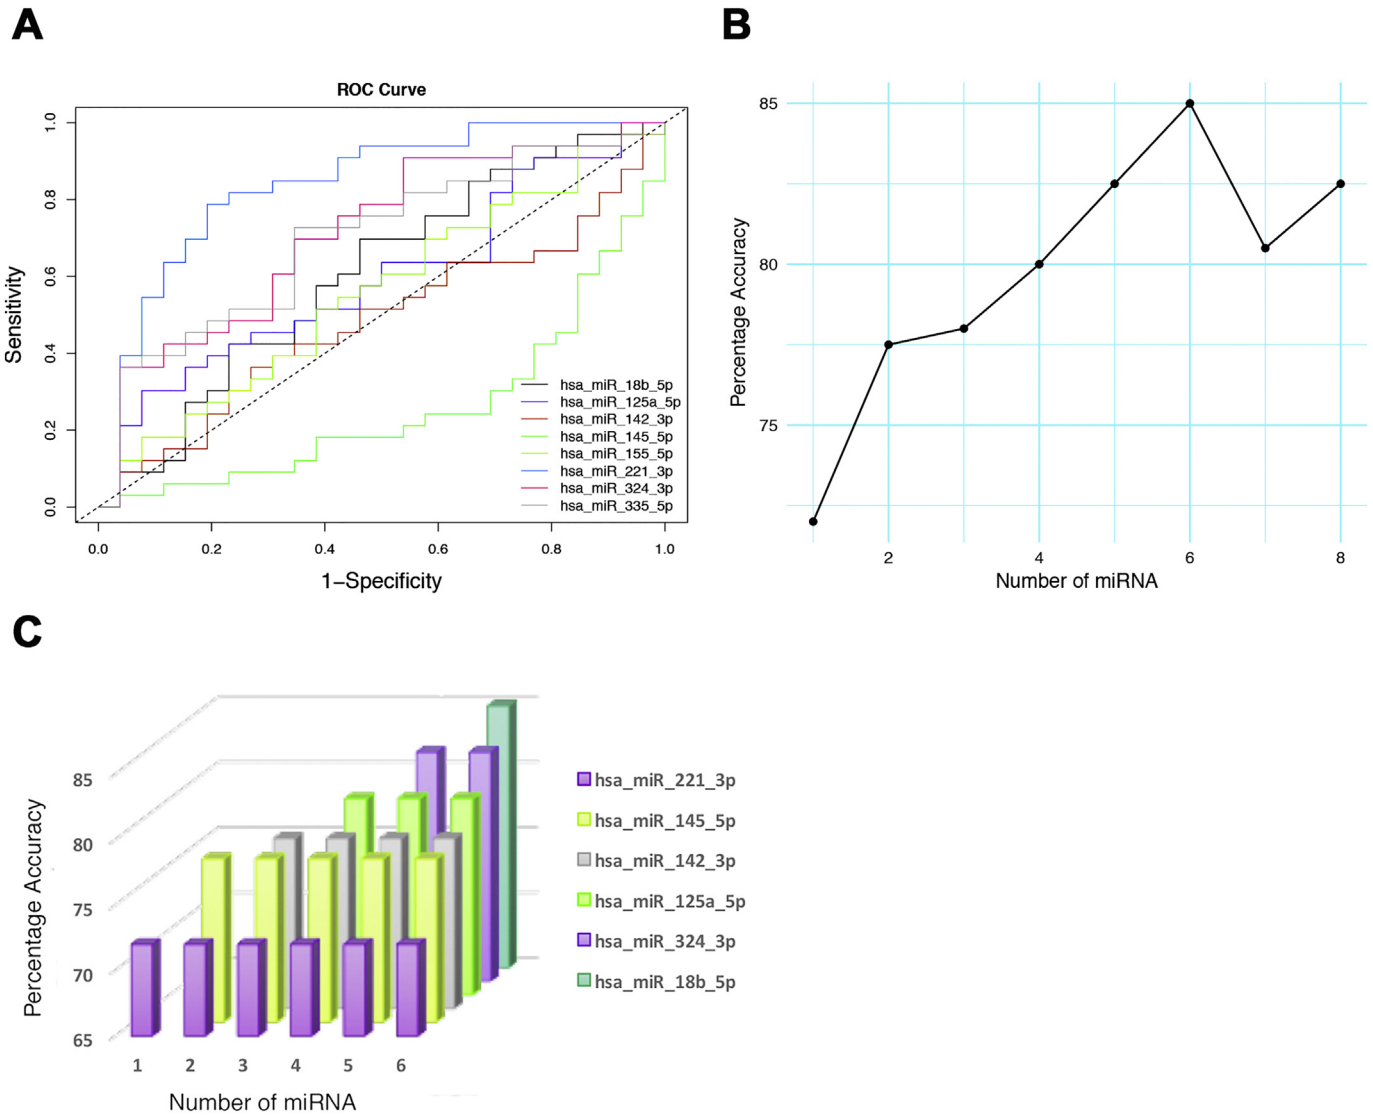 A
ROC Curve
Sensitivity
1.0
0.8
0.6
0.4
0.2
0.0
hsa_miR_18b_5p
hsa_miR_125a_5p
hsa_miR_142_3p
hsa_miR_145_5p
hsa_miR_155_5p
hsa_miR_221_3p
hsa_miR_324_3p
hsa_miR_335_5p
0.0 0.2 0.4 0.6 0.8 1.0
1−Specificity
B
Percentage Accuracy
85
80
75
2 4 6 8
Number of miRNA
C
Percentage Accuracy
85
80
75
70
65
1 2 3 4 5 6
Number of miRNA
hsa_miR_221_3p
hsa_miR_145_5p
hsa_miR_142_3p
hsa_miR_125a_5p
hsa_miR_324_3p
hsa_miR_18b_5p